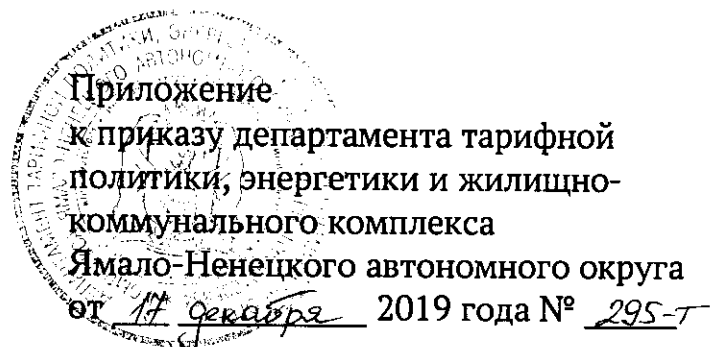 Приложение
к приказу департамента тарифной
политики, энергетики и жилищно-
коммунального комплекса
Ямало-Ненецкого автономного округа
от 17 декабря 2019 года № 295-т